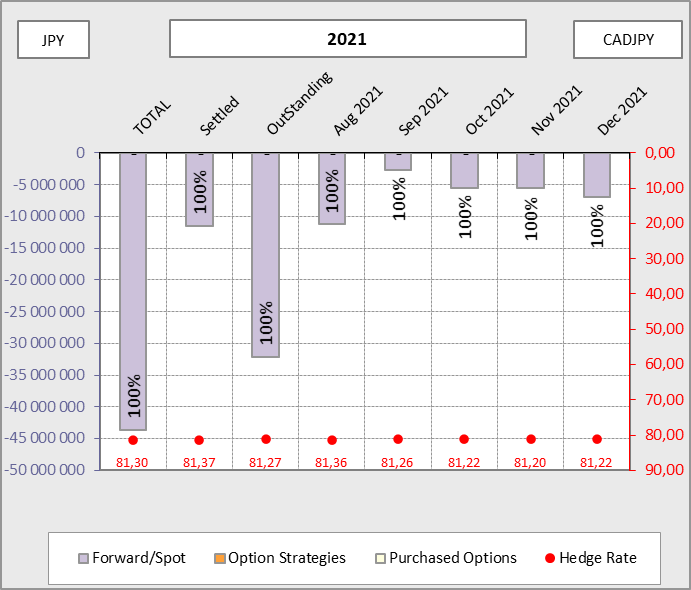 JPY
2021
CADJPY
TOTAL
Settled
OutStanding
Aug 2021
Sep 2021
Oct 2021
Nov 2021
Dec 2021
0
-5 000 000
-10 000 000
-15 000 000
-20 000 000
-25 000 000
-30 000 000
-35 000 000
-40 000 000
-45 000 000
-50 000 000
100%
100%
100%
100%
100%
100%
100%
100%
0,00
10,00
20,00
30,00
40,00
50,00
60,00
70,00
80,00
90,00
81,30 81,37 81,27 81,36 81,26 81,22 81,20 81,22
Forward/Spot Option Strategies Purchased Options Hedge Rate